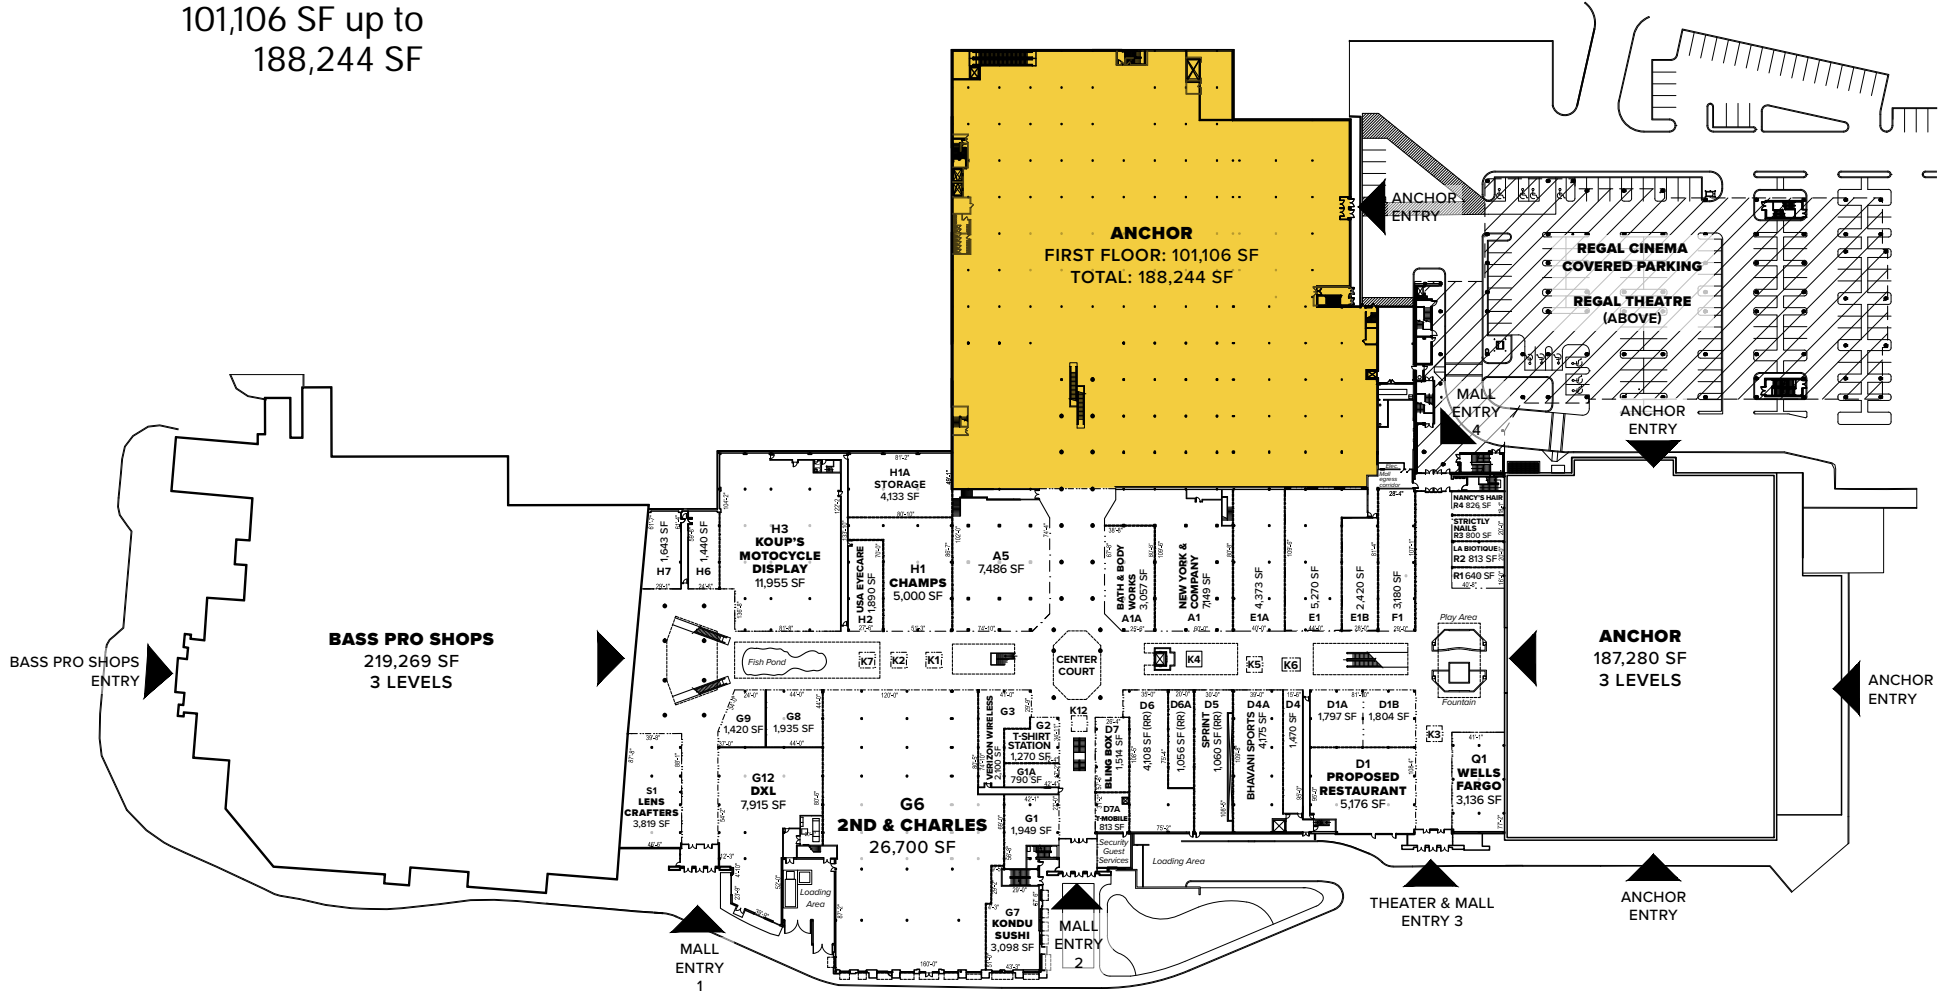 101,106 SF up to
188,244 SF
ANCHOR
FIRST FLOOR: 101,106 SF
TOTAL: 188,244 SF
ANCHOR
ENTRY
REGAL CINEMA
COVERED PARKING
REGAL THEATRE
(ABOVE)
MALL
ENTRY
4
ANCHOR
ENTRY
BASS PRO SHOPS
219,269 SF
3 LEVELS
BASS PRO SHOPS
ENTRY
H7
1,643 SF
H6
1,440 SF
H3
KOUP'S
MOTOCYCLE
DISPLAY
11,955 SF
H1A
STORAGE
4,133 SF
USA EYECARE
1,890 SF
H2
H1
CHAMPS
5,000 SF
A5
7,486 SF
BATH & BODY
WORKS
3,057 SF
A1A
NEW YORK &
COMPANY
7,149 SF
A1
4,373 SF
E1A
5,270 SF
E1
2,420 SF
E1B
3,180 SF
F1
Elec.
Mall
egress
corridor
28'-4"
NANCY'S HAIR
R4 826 SF
STRICTLY
NAILS
R3 800 SF
LA BIOTIQUE
R2 813 SF
R1 640 SF
Play Area
Fountain
ANCHOR
187,280 SF
3 LEVELS
ANCHOR
ENTRY
Fish Pond
K7
K2
K1
CENTER
COURT
K4
K5
K6
K12
K3
G9
1,420 SF
G8
1,935 SF
G12
DXL
7,915 SF
S1
LENS
CRAFTERS
3,819 SF
G6
2ND & CHARLES
26,700 SF
VERIZON WIRELESS
2,100 SF
G3
G2
T-SHIRT
STATION
1,270 SF
G1A
790 SF
G1
1,949 SF
G7
KONDU
SUSHI
3,098 SF
D7
BLING BOX
1,514 SF
D7A
T-MOBILE
813 SF
Security
Guest
Services
D6
4,108 SF (RR)
D6A
1,056 SF (RR)
D5
SPRINT
1,060 SF (RR)
D4A
BHAVANI SPORTS
4,175 SF
D4
1,470 SF
D1A
1,797 SF
D1B
1,804 SF
D1
PROPOSED
RESTAURANT
5,176 SF
Q1
WELLS
FARGO
3,136 SF
Loading Area
Loading
Area
MALL
ENTRY
1
MALL
ENTRY
2
THEATER & MALL
ENTRY 3
ANCHOR
ENTRY